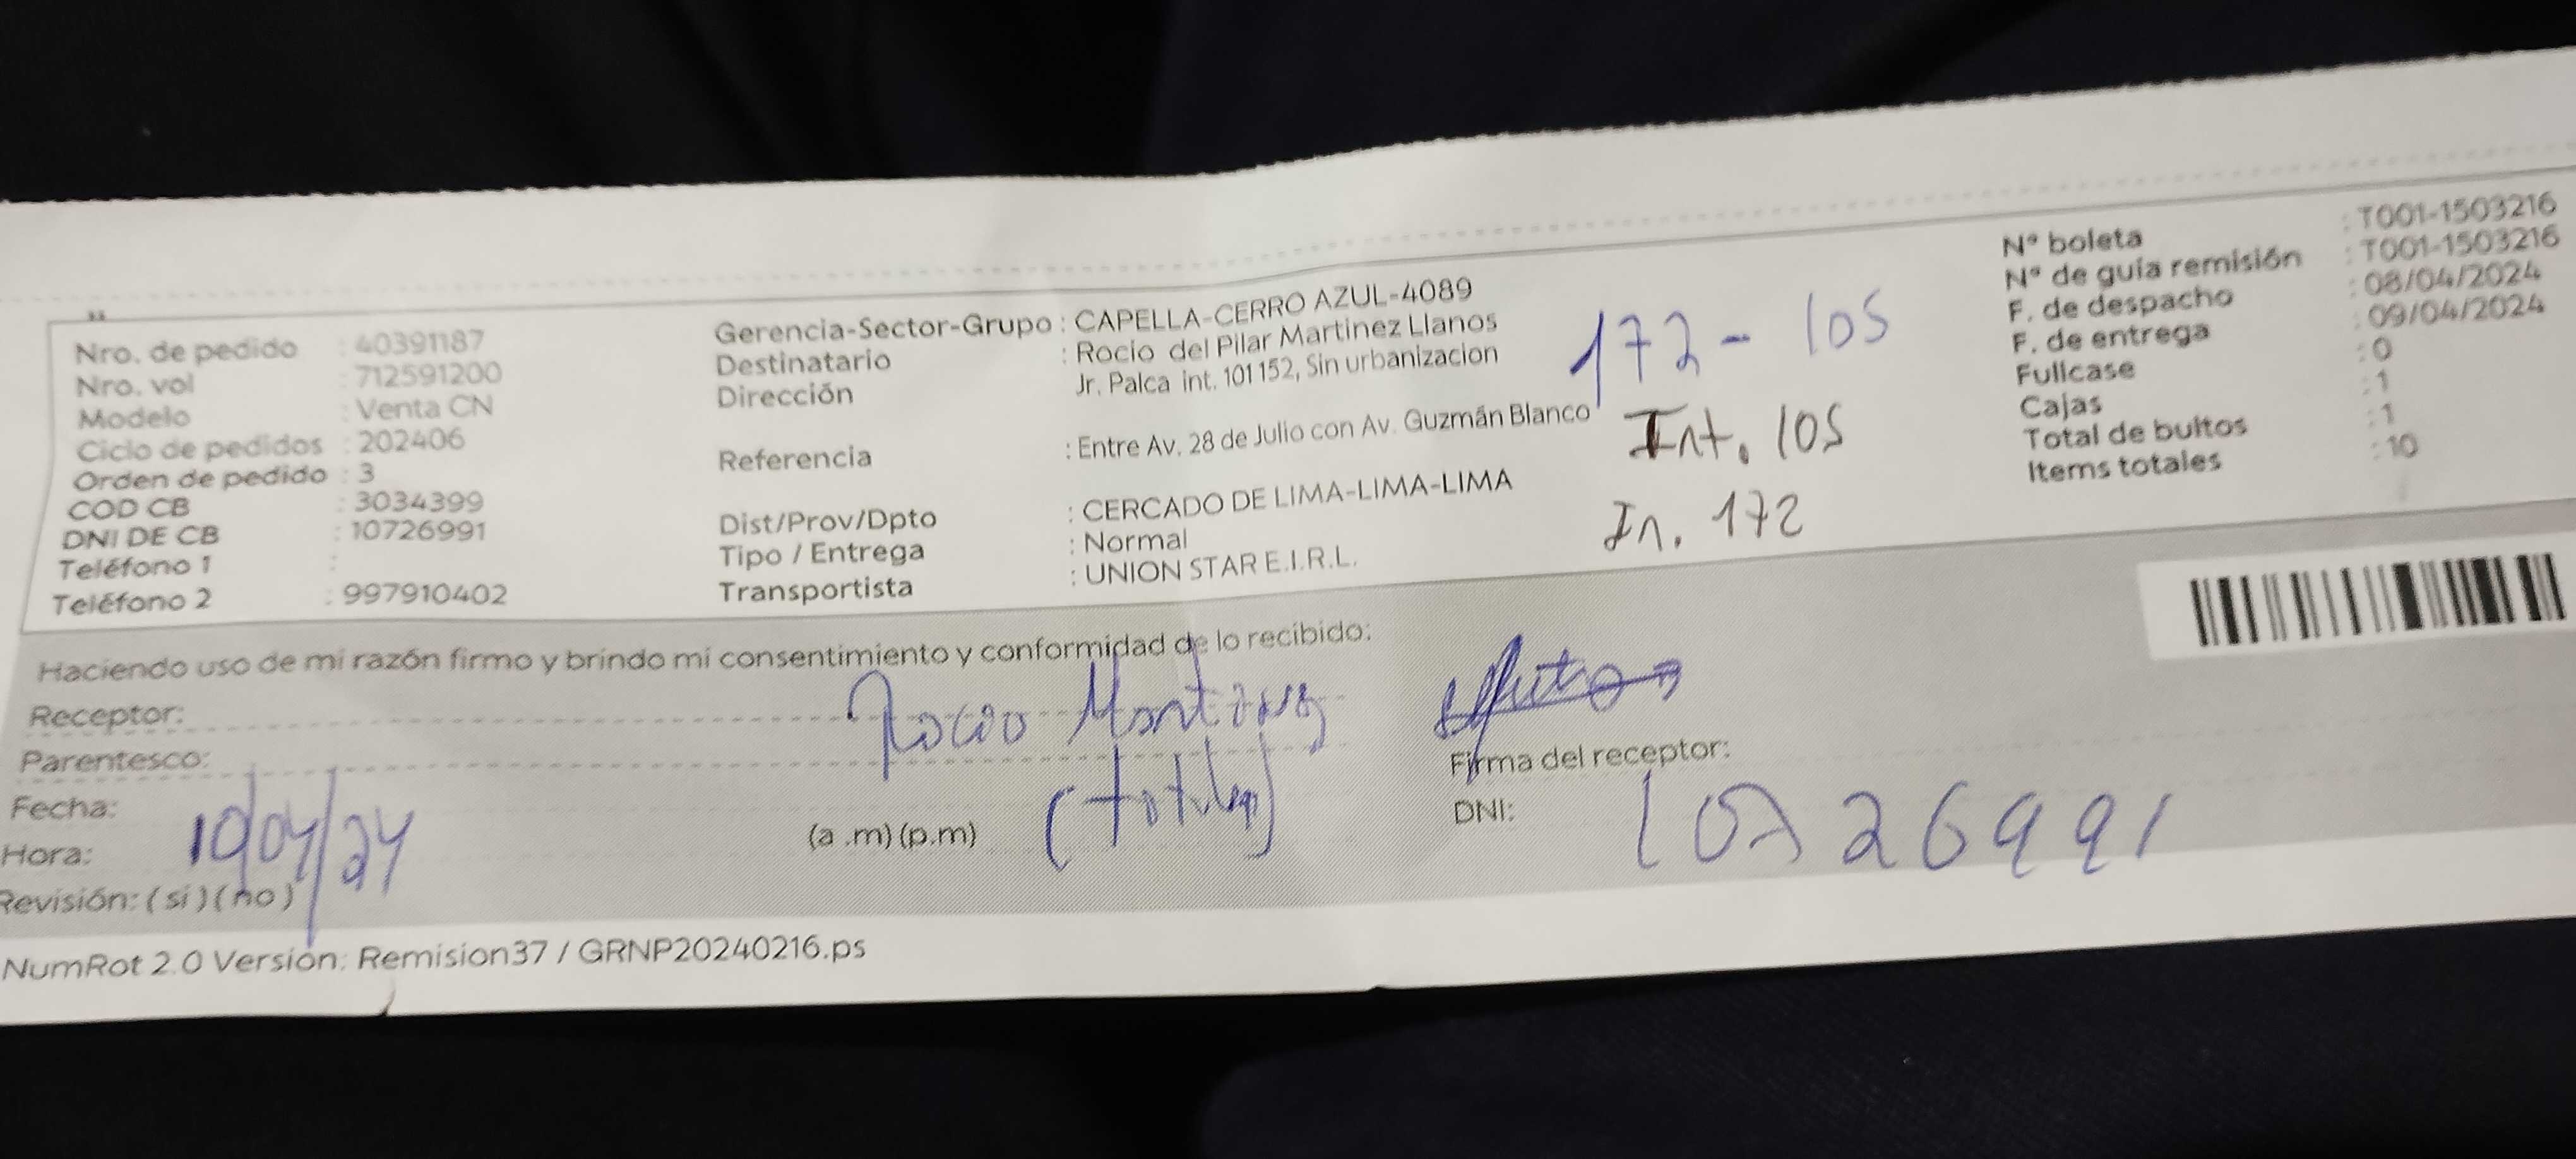 Nro. de pedido : 40391187
Nro. vol : 712591200
Modelo : Venta CN
Ciclo de pedidos : 202406
Orden de pedido : 3
COD CB : 3034399
DNI DE CB : 10726991
Teléfono 1 :
Teléfono 2 : 997910402
Gerencia-Sector-Grupo : CAPELLA-CERRO AZUL-4089
Destinatario : Rocio del Pilar Martinez Llanos
Dirección Jr. Palca int. 101 152, Sin urbanizacion
Referencia : Entre Av. 28 de Julio con Av. Guzmán Blanco
Dist/Prov/Dpto : CERCADO DE LIMA-LIMA-LIMA
Tipo / Entrega : Normal
Transportista : UNION STAR E.I.R.L.
172 - 105
Int. 105
In. 172
N° boleta : T001-1503216
N° de guía remisión : T001-1503216
F. de despacho : 08/04/2024
F. de entrega : 09/04/2024
Fullcase : 0
Cajas : 1
Total de bultos : 1
Items totales : 10
Haciendo uso de mi razón firmo y brindo mi consentimiento y conformidad de lo recibido:
Receptor: Rocio Martinez
Parentesco: (titular)
Fecha: 10/04/24
Hora: (a .m) (p.m)
Revisión: ( si ) ( no )
Firma del receptor:
DNI: 10726991
NumRot 2.0 Versión: Remision37 / GRNP20240216.ps